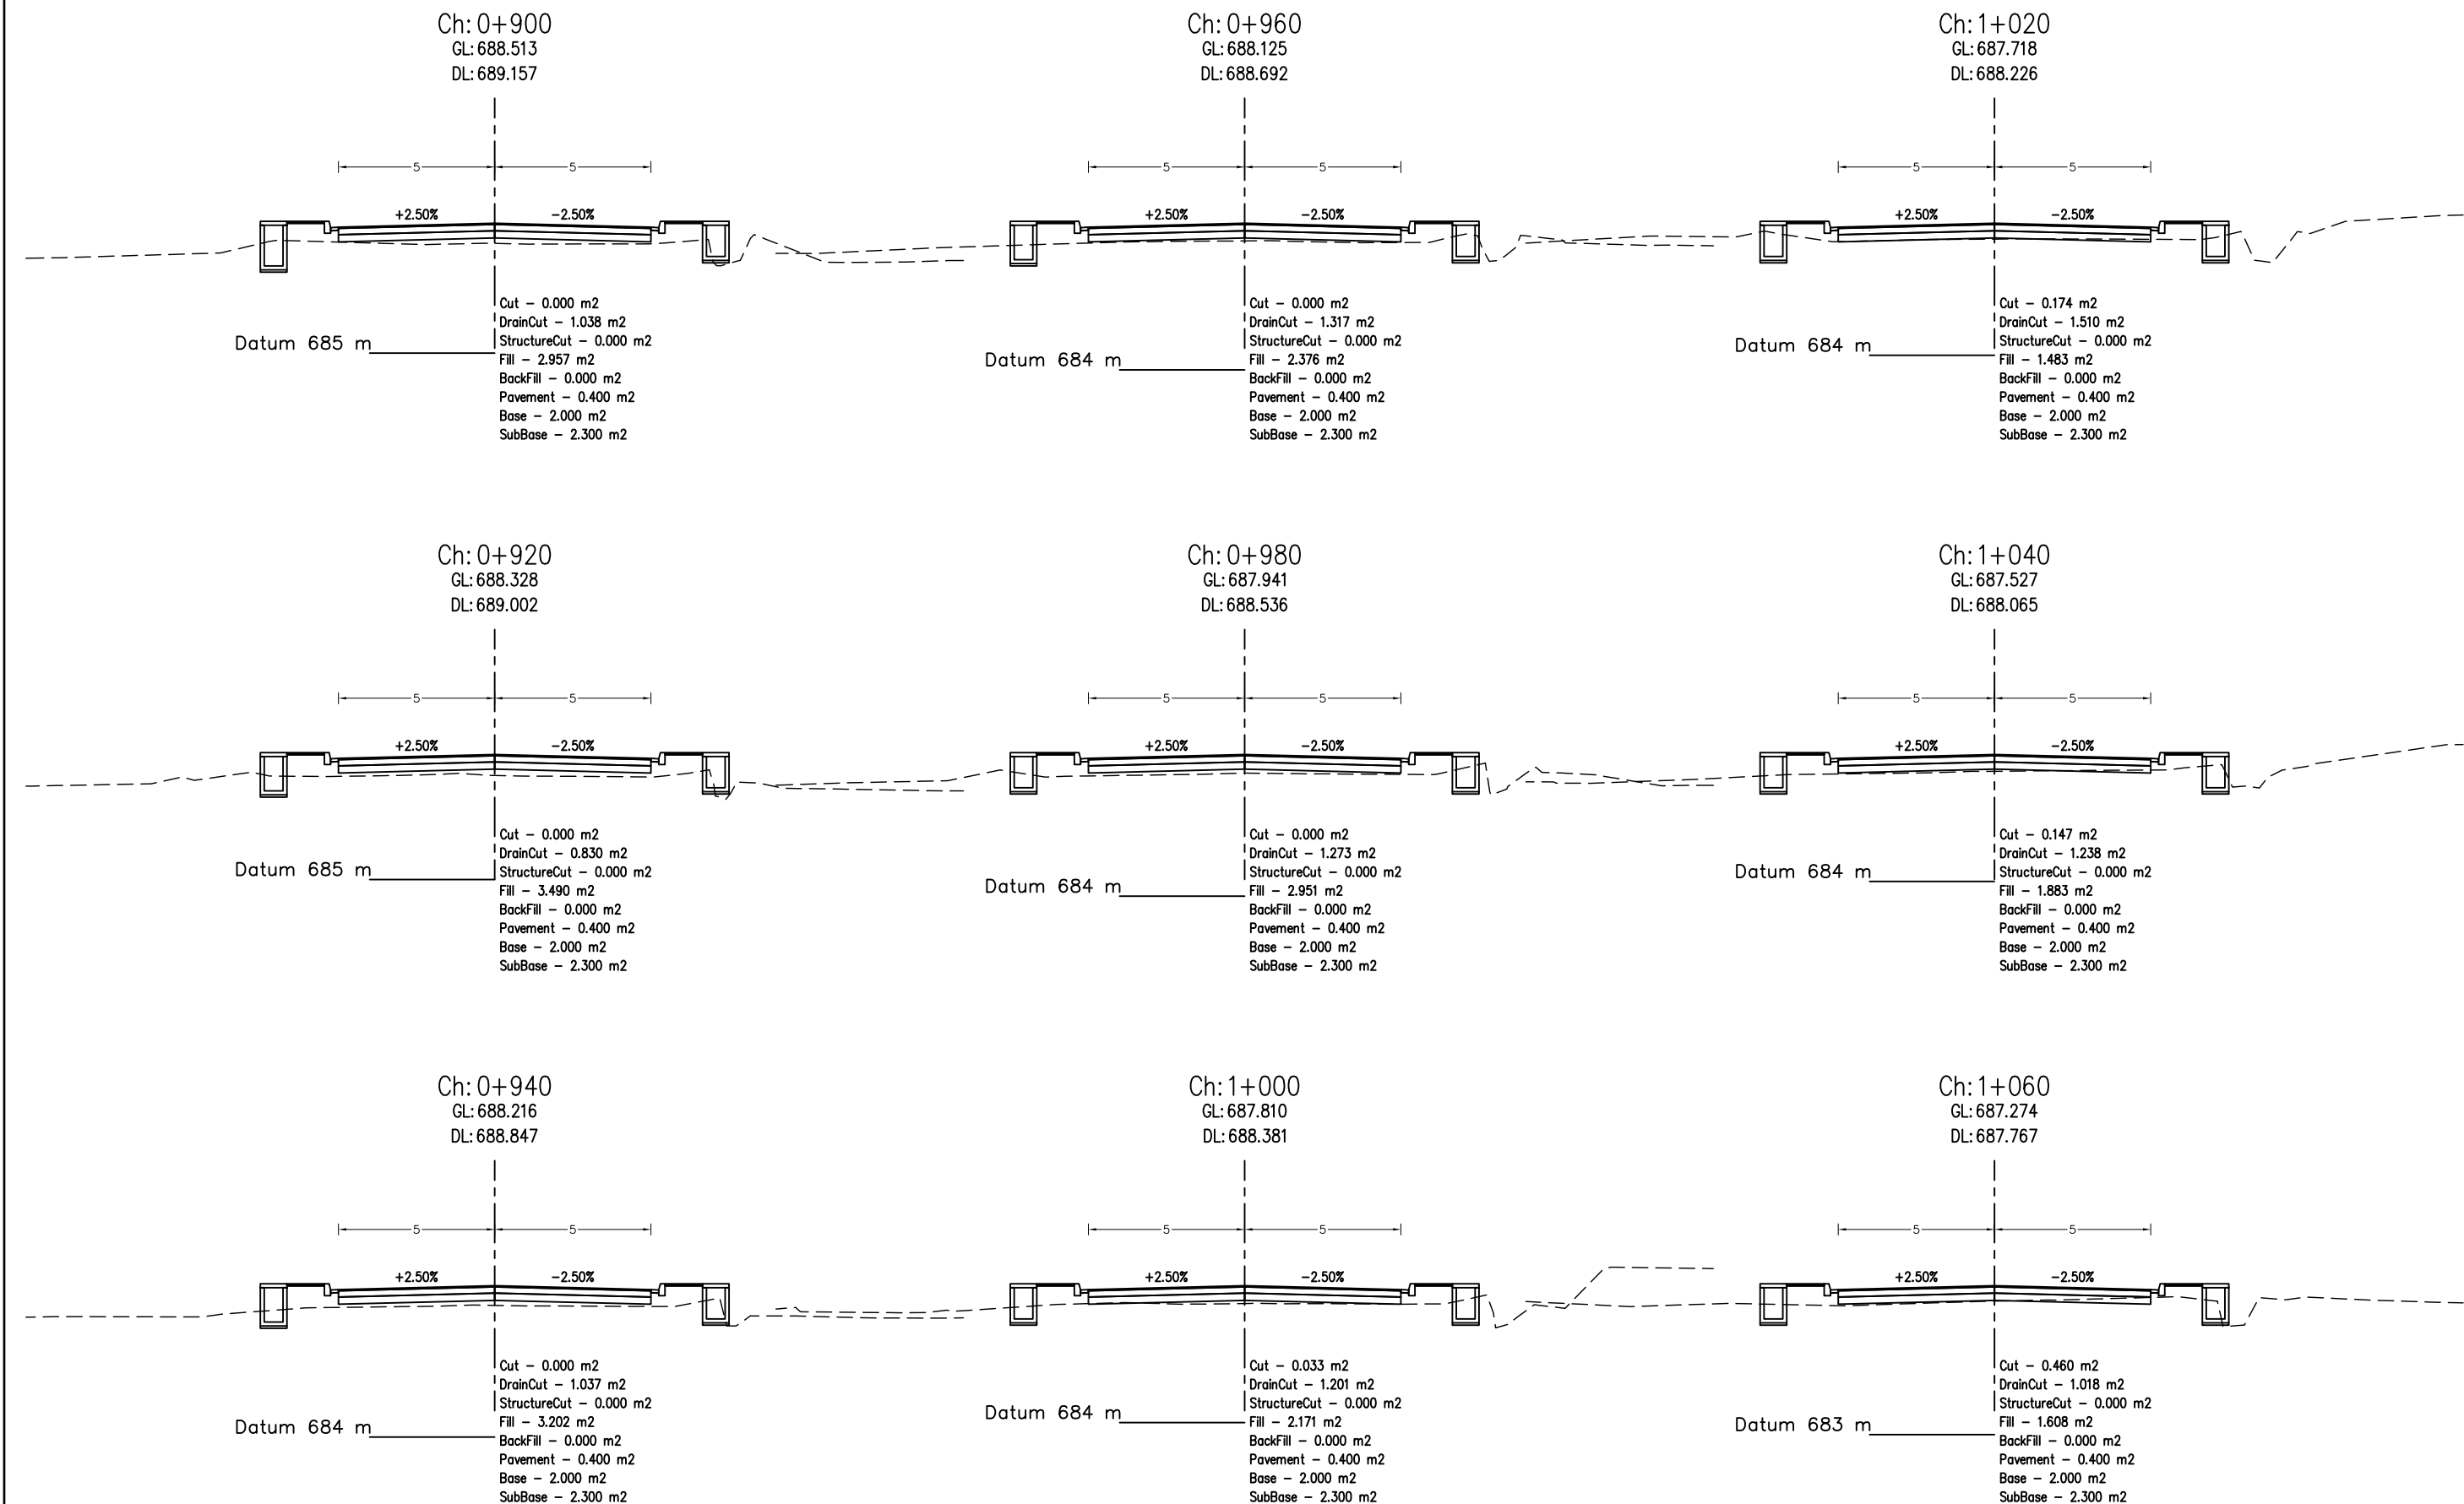 Ch:0+900
GL:688.513
DL:689.157
5
5
+2.50%
-2.50%
Cut - 0.000 m2
DrainCut - 1.038 m2
StructureCut - 0.000 m2
Fill - 2.957 m2
BackFill - 0.000 m2
Pavement - 0.400 m2
Base - 2.000 m2
SubBase - 2.300 m2
Datum 685 m
Ch:0+960
GL:688.125
DL:688.692
5
5
+2.50%
-2.50%
Cut - 0.000 m2
DrainCut - 1.317 m2
StructureCut - 0.000 m2
Fill - 2.376 m2
BackFill - 0.000 m2
Pavement - 0.400 m2
Base - 2.000 m2
SubBase - 2.300 m2
Datum 684 m
Ch:1+020
GL:687.718
DL:688.226
5
5
+2.50%
-2.50%
Cut - 0.174 m2
DrainCut - 1.510 m2
StructureCut - 0.000 m2
Fill - 1.483 m2
BackFill - 0.000 m2
Pavement - 0.400 m2
Base - 2.000 m2
SubBase - 2.300 m2
Datum 684 m
Ch:0+920
GL:688.328
DL:689.002
5
5
+2.50%
-2.50%
Cut - 0.000 m2
DrainCut - 0.830 m2
StructureCut - 0.000 m2
Fill - 3.490 m2
BackFill - 0.000 m2
Pavement - 0.400 m2
Base - 2.000 m2
SubBase - 2.300 m2
Datum 685 m
Ch:0+980
GL:687.941
DL:688.536
5
5
+2.50%
-2.50%
Cut - 0.000 m2
DrainCut - 1.273 m2
StructureCut - 0.000 m2
Fill - 2.951 m2
BackFill - 0.000 m2
Pavement - 0.400 m2
Base - 2.000 m2
SubBase - 2.300 m2
Datum 684 m
Ch:1+040
GL:687.527
DL:688.065
5
5
+2.50%
-2.50%
Cut - 0.147 m2
DrainCut - 1.238 m2
StructureCut - 0.000 m2
Fill - 1.883 m2
BackFill - 0.000 m2
Pavement - 0.400 m2
Base - 2.000 m2
SubBase - 2.300 m2
Datum 684 m
Ch:0+940
GL:688.216
DL:688.847
5
5
+2.50%
-2.50%
Cut - 0.000 m2
DrainCut - 1.037 m2
StructureCut - 0.000 m2
Fill - 3.202 m2
BackFill - 0.000 m2
Pavement - 0.400 m2
Base - 2.000 m2
SubBase - 2.300 m2
Datum 684 m
Ch:1+000
GL:687.810
DL:688.381
5
5
+2.50%
-2.50%
Cut - 0.033 m2
DrainCut - 1.201 m2
StructureCut - 0.000 m2
Fill - 2.171 m2
BackFill - 0.000 m2
Pavement - 0.400 m2
Base - 2.000 m2
SubBase - 2.300 m2
Datum 684 m
Ch:1+060
GL:687.274
DL:687.767
5
5
+2.50%
-2.50%
Cut - 0.460 m2
DrainCut - 1.018 m2
StructureCut - 0.000 m2
Fill - 1.608 m2
BackFill - 0.000 m2
Pavement - 0.400 m2
Base - 2.000 m2
SubBase - 2.300 m2
Datum 683 m